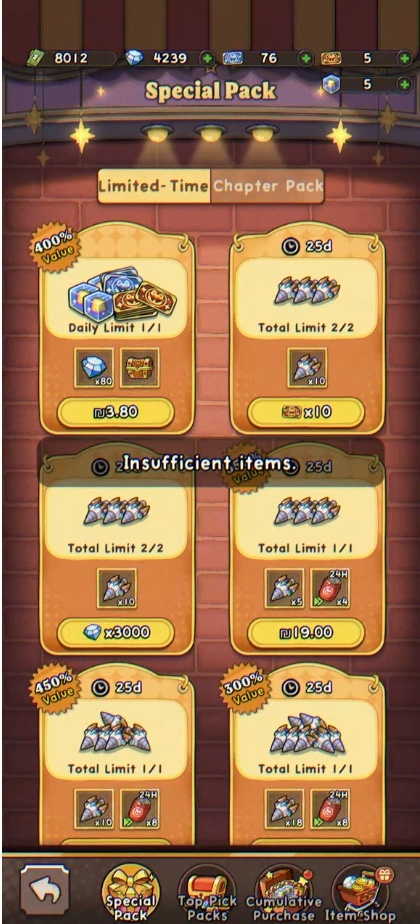 8012
4239
76
5
5
Special Pack
Limited-Time
Chapter Pack
400%
Value
Daily Limit 1/1
x80
₪3.80
25d
Total Limit 2/2
x10
x10
Insufficient items.
25d
Total Limit 2/2
x10
x3000
Total Limit 1/1
x5
24H
x4
₪19.00
450%
Value
25d
Total Limit 1/1
x10
24H
x8
300%
Value
25d
Total Limit 1/1
x18
24H
x8
Special
Pack
Top Pick
Packs
Cumulative
Purchase
Item Shop